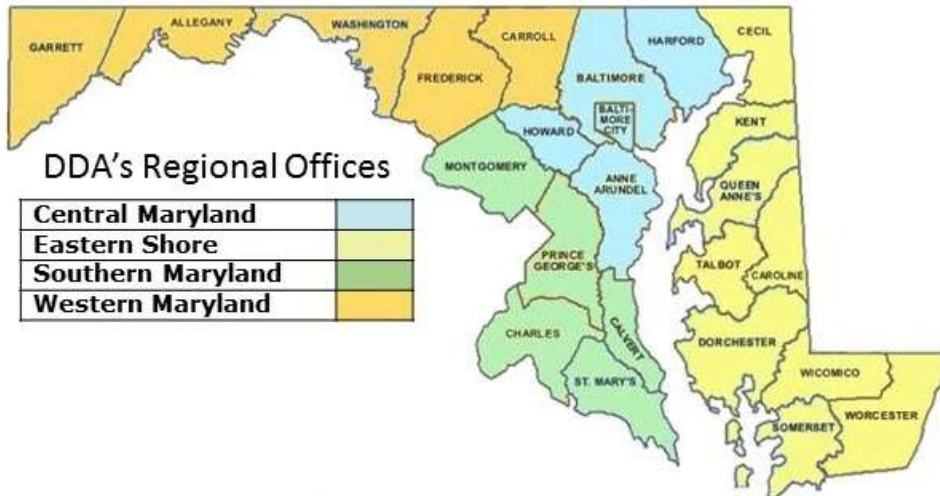 GARRETT
ALLEGANY
WASHINGTON
FREDERICK
CARROLL
BALTIMORE
HARFORD
CECIL
BALTI-
MORE
CITY
HOWARD
KENT
MONTGOMERY
ANNE
ARUNDEL
QUEEN
ANNE'S
DDA's Regional Offices
Central Maryland
Eastern Shore
Southern Maryland
Western Maryland
PRINCE
GEORGE'S
TALBOT
CAROLINE
CHARLES
CALVERT
DORCHESTER
ST. MARY'S
WICOMICO
SOMERSET
WORCESTER